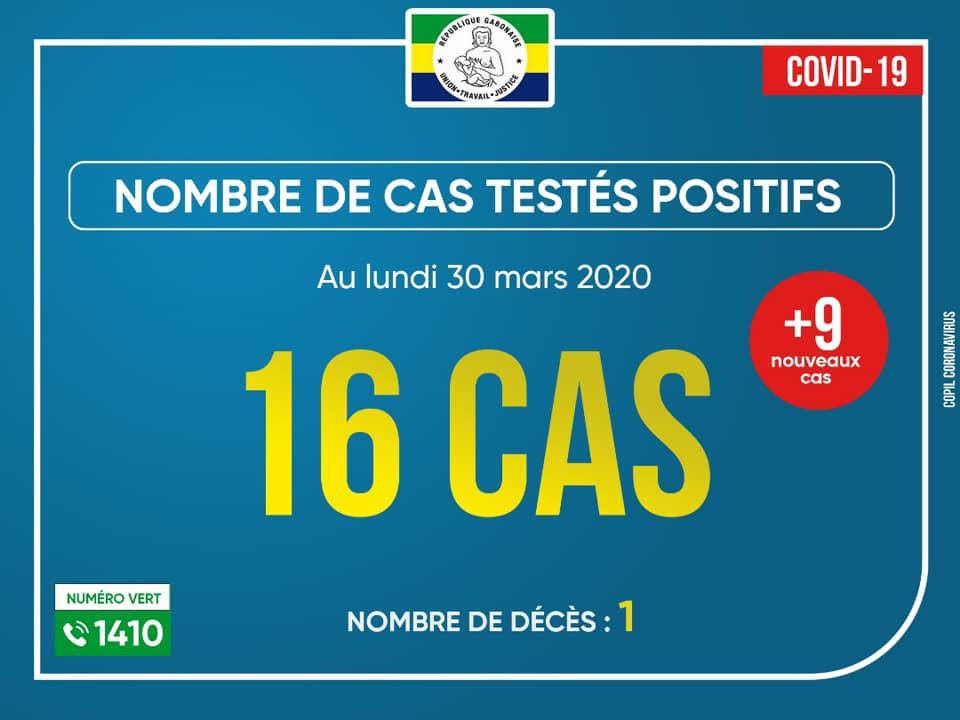 RÉPUBLIQUE GABONAISE
UNION • TRAVAIL • JUSTICE
COVID-19
NOMBRE DE CAS TESTÉS POSITIFS
Au lundi 30 mars 2020
+9
nouveaux
cas
16 CAS
COPIL CORONAVIRUS
NUMÉRO VERT
1410
NOMBRE DE DÉCÈS : 1